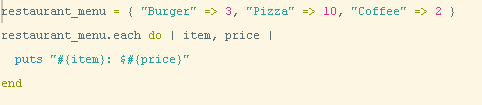 restaurant_menu = { "Burger" => 3, "Pizza" => 10, "Coffee" => 2 }
restaurant_menu.each do | item, price |
  puts "#{item}: $#{price}"
end